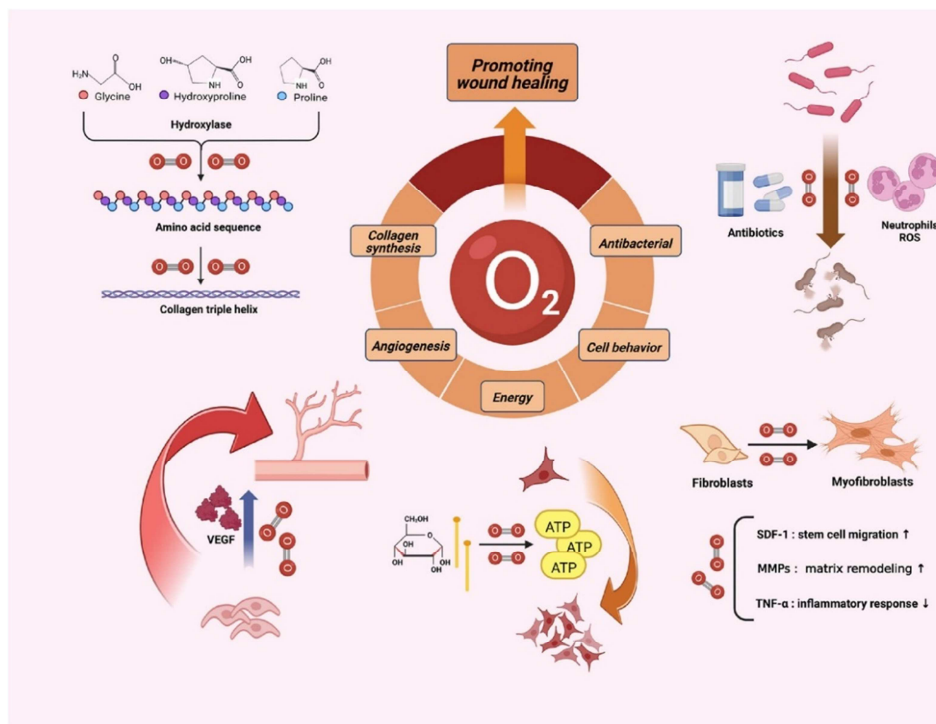 Promoting
wound healing
H₂N
O
OH
Glycine
OH
OH
NH
O
Hydroxyproline
OH
NH
O
Proline
Hydroxylase
O=O O=O
Amino acid sequence
O=O O=O
Collagen triple helix
Collagen
synthesis
Antibacterial
O₂
Angiogenesis
Cell behavior
Energy
Antibiotics
O=O
O=O
Neutrophils
ROS
VEGF
O=O
O=O
CH₂OH
O
OH
OH
OH
OH
O=O
O=O
ATP
ATP
ATP
O=O
O=O
Fibroblasts
Myofibroblasts
O=O
O=O
SDF-1 : stem cell migration ↑
MMPs : matrix remodeling ↑
TNF-α : inflammatory response ↓